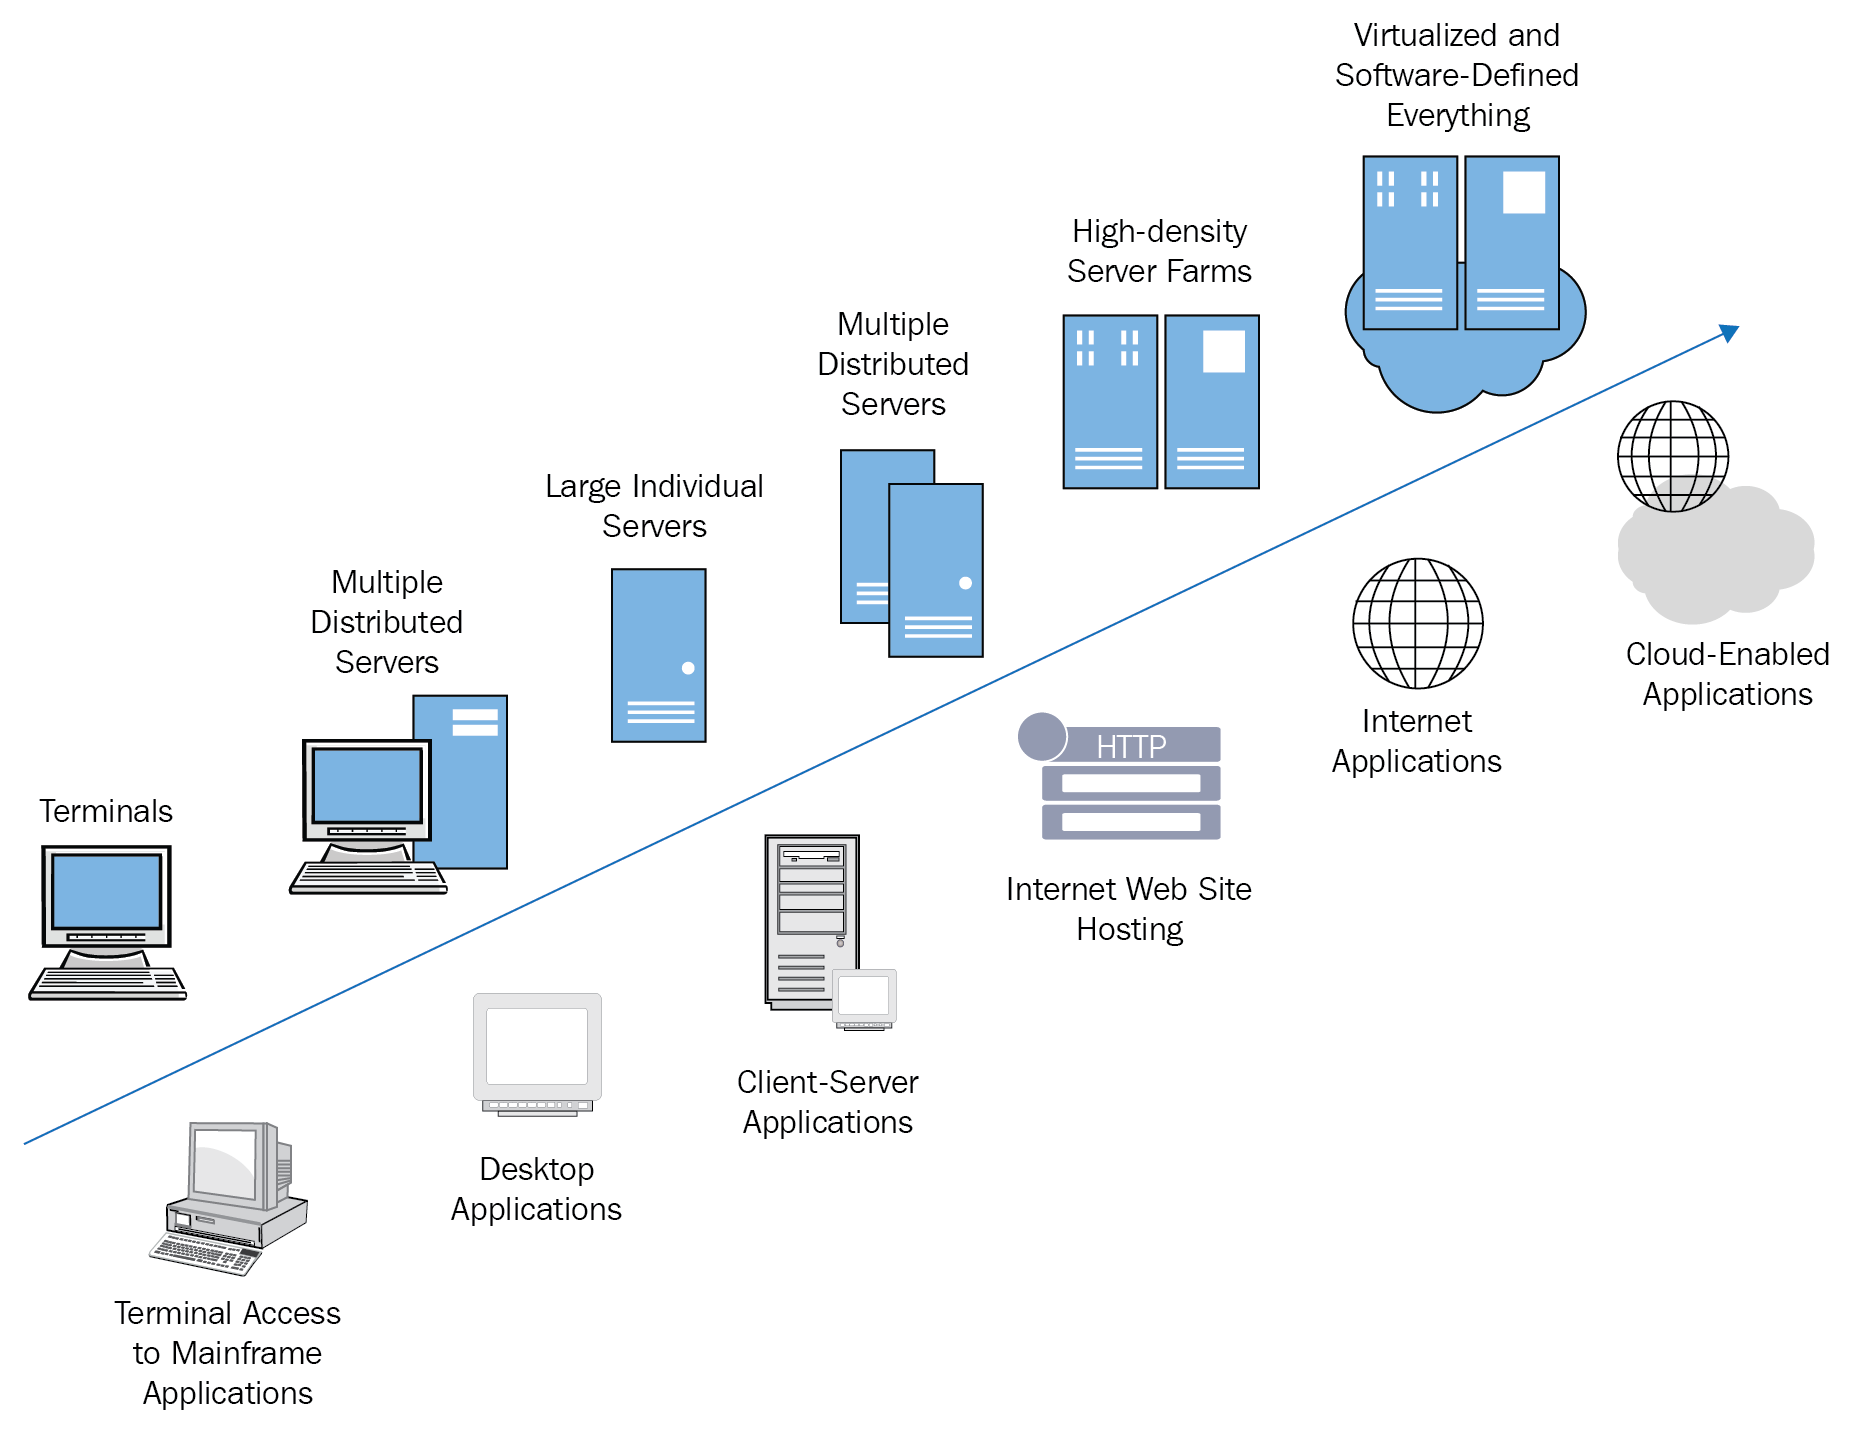 Virtualized and
Software-Defined
Everything
High-density
Server Farms
Multiple
Distributed
Servers
Large Individual
Servers
Multiple
Distributed
Servers
Terminals
Cloud-Enabled
Applications
Internet
Applications
HTTP
Internet Web Site
Hosting
Client-Server
Applications
Desktop
Applications
Terminal Access
to Mainframe
Applications